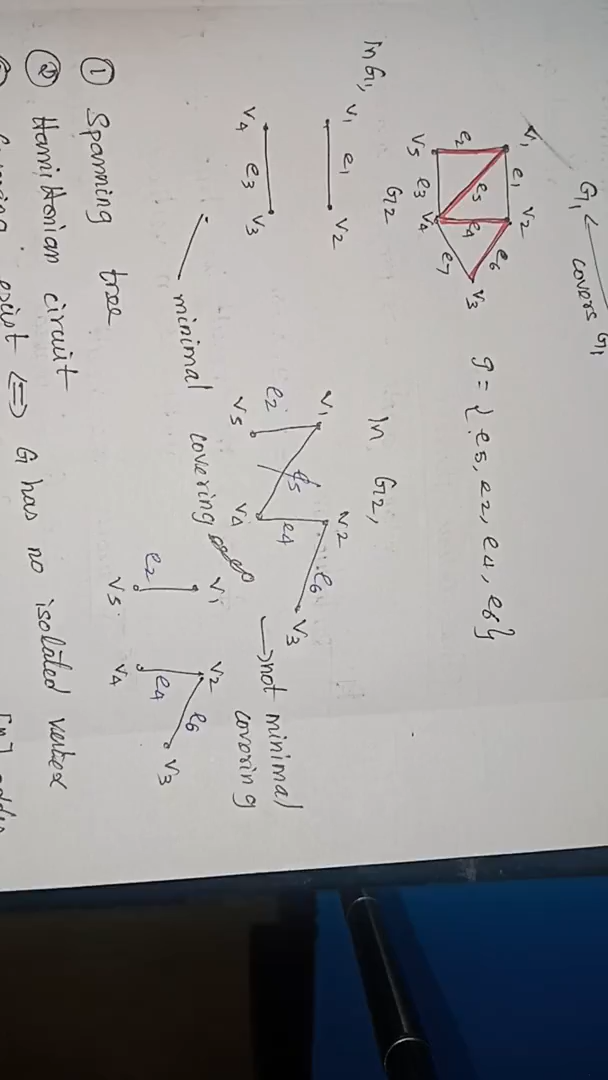 G₁ < covers G₁
v₁ e₁ v₂
e₂ e₅ e₄ e₆
v₅ e₃ v₄ e₇ v₃
G₂
g = { e₅, e₂, e₄, e₆}
In G₁,
v₁ e₁ v₂
v₄ e₃ v₃
In G₂,
v₁ v₂
e₂ e₅ e₄ e₆ v₃
v₅ v₄
→not minimal
covering
minimal covering
v₁ v₂
e₂ e₄ e₆
v₅. v₄ v₃
① Spanning tree
② Hamiltonian circuit
exist ⇔ G has no isolated vertex